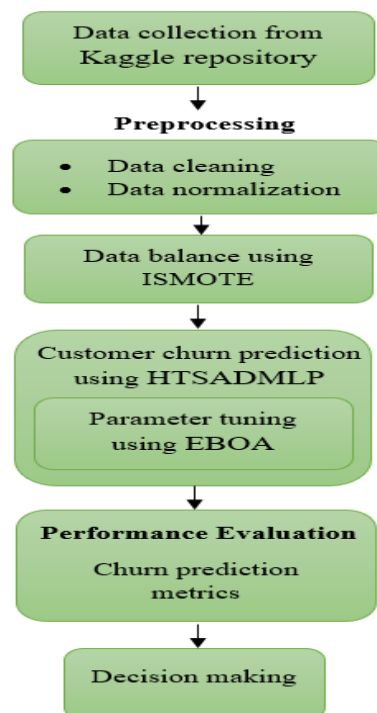 Data collection from
Kaggle repository
Preprocessing
• Data cleaning
• Data normalization
Data balance using
ISMOTE
Customer churn prediction
using HTSADMLP
Parameter tuning
using EBOA
Performance Evaluation
Churn prediction
metrics
Decision making